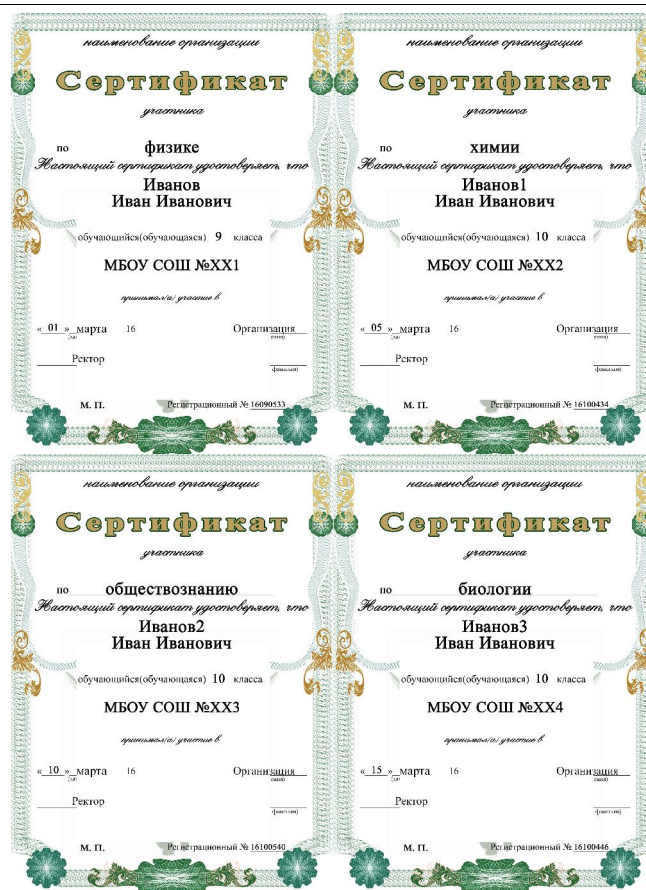 наименование организации
Сертификат
участника
по физике
Настоящий сертификат удостоверяет, что
Иванов
Иван Иванович
обучающийся(обучающаяся) 9 класса
МБОУ СОШ №XX1
принимал(а) участие в
« 01 » марта 16 Организация
Ректор
(фамилия)
М. П. Регистрационный № 16090533
наименование организации
Сертификат
участника
по химии
Настоящий сертификат удостоверяет, что
Иванов1
Иван Иванович
обучающийся(обучающаяся) 10 класса
МБОУ СОШ №XX2
принимал(а) участие в
« 05 » марта 16 Организация
Ректор
(фамилия)
М. П. Регистрационный № 16100434
наименование организации
Сертификат
участника
по обществознанию
Настоящий сертификат удостоверяет, что
Иванов2
Иван Иванович
обучающийся(обучающаяся) 10 класса
МБОУ СОШ №XX3
принимал(а) участие в
« 10 » марта 16 Организация
Ректор
(фамилия)
М. П. Регистрационный № 16100540
наименование организации
Сертификат
участника
по биологии
Настоящий сертификат удостоверяет, что
Иванов3
Иван Иванович
обучающийся(обучающаяся) 10 класса
МБОУ СОШ №XX4
принимал(а) участие в
« 15 » марта 16 Организация
Ректор
(фамилия)
М. П. Регистрационный № 16100446